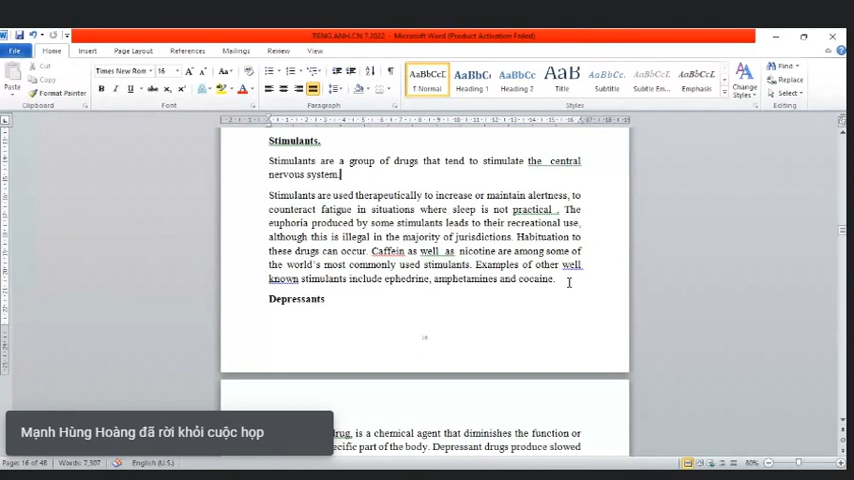 TIENG.ANH.CN 7.2022 - Microsoft Word (Product Activation Failed)
File Home Insert Page Layout References Mailings Review View
Paste
Cut
Copy
Format Painter
Clipboard
Times New Rom 16
Font
Paragraph
AaBbCcI AaBbCc. AaBbCc AaB AaBbCc. AaBbCcI AaBbCcI
¶ Normal Heading 1 Heading 2 Title Subtitle Subtle Em... Emphasis
Change Styles
Styles
Find
Replace
Select
Editing
Stimulants.
Stimulants are a group of drugs that tend to stimulate the central
nervous system.
Stimulants are used therapeutically to increase or maintain alertness, to
counteract fatigue in situations where sleep is not practical . The
euphoria produced by some stimulants leads to their recreational use,
although this is illegal in the majority of jurisdictions. Habituation to
these drugs can occur. Caffein as well as nicotine are among some of
the world's most commonly used stimulants. Examples of other well
known stimulants include ephedrine, amphetamines and cocaine.
Depressants
16
drug, is a chemical agent that diminishes the function or
specific part of the body. Depressant drugs produce slowed
Mạnh Hùng Hoàng đã rời khỏi cuộc họp
Page: 16 of 48 Words: 7,307 English (U.S.) 80%